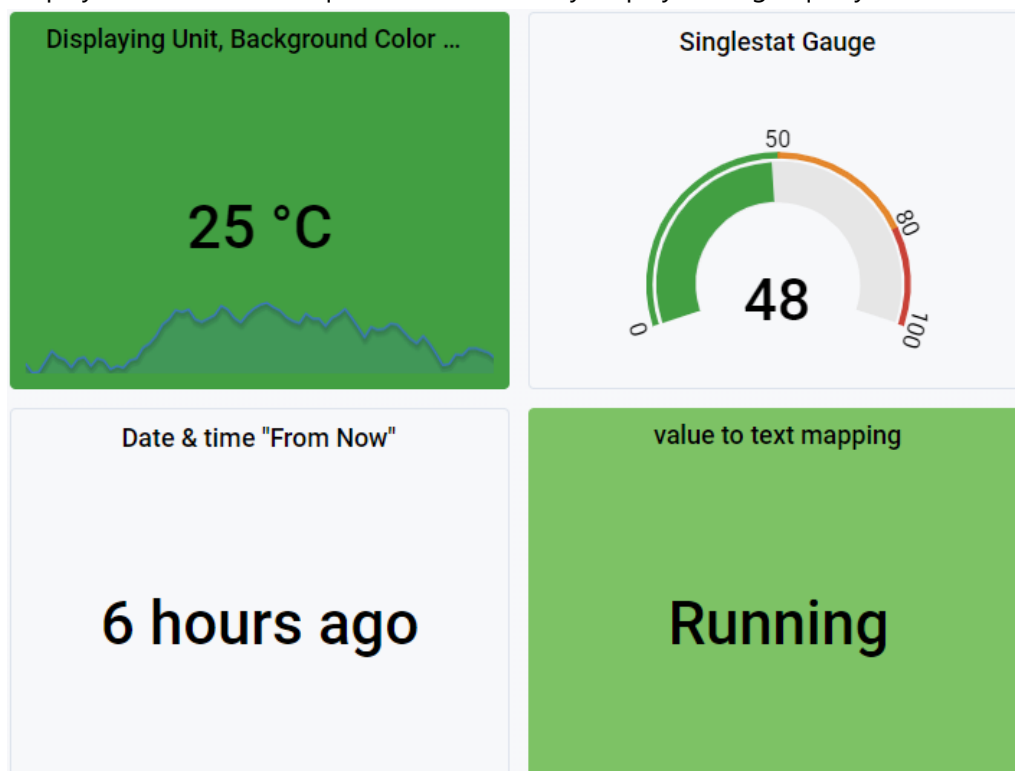 Displaying Unit, Background Color ...
25 °C
Singlestat Gauge
50
80
0
100
48
Date & time "From Now"
6 hours ago
value to text mapping
Running